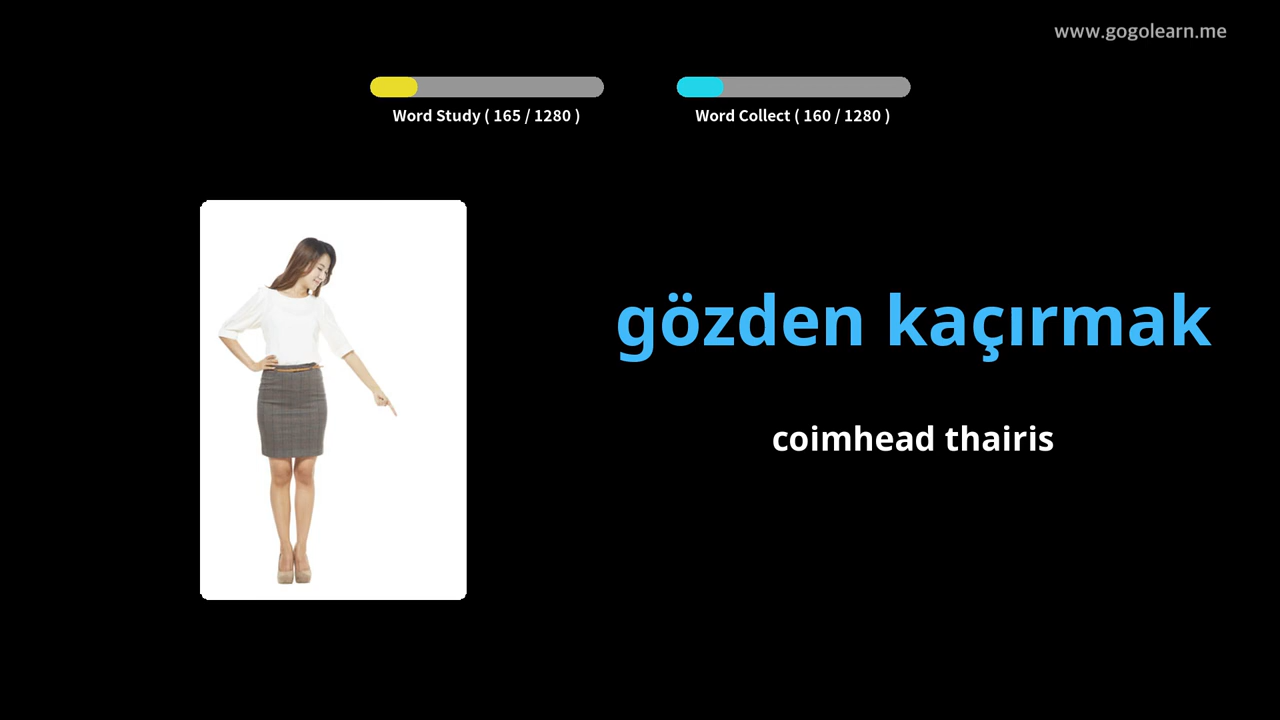 www.gogolearn.me
Word Study ( 165 / 1280 )
Word Collect ( 160 / 1280 )
gözden kaçırmak
coimhead thairis